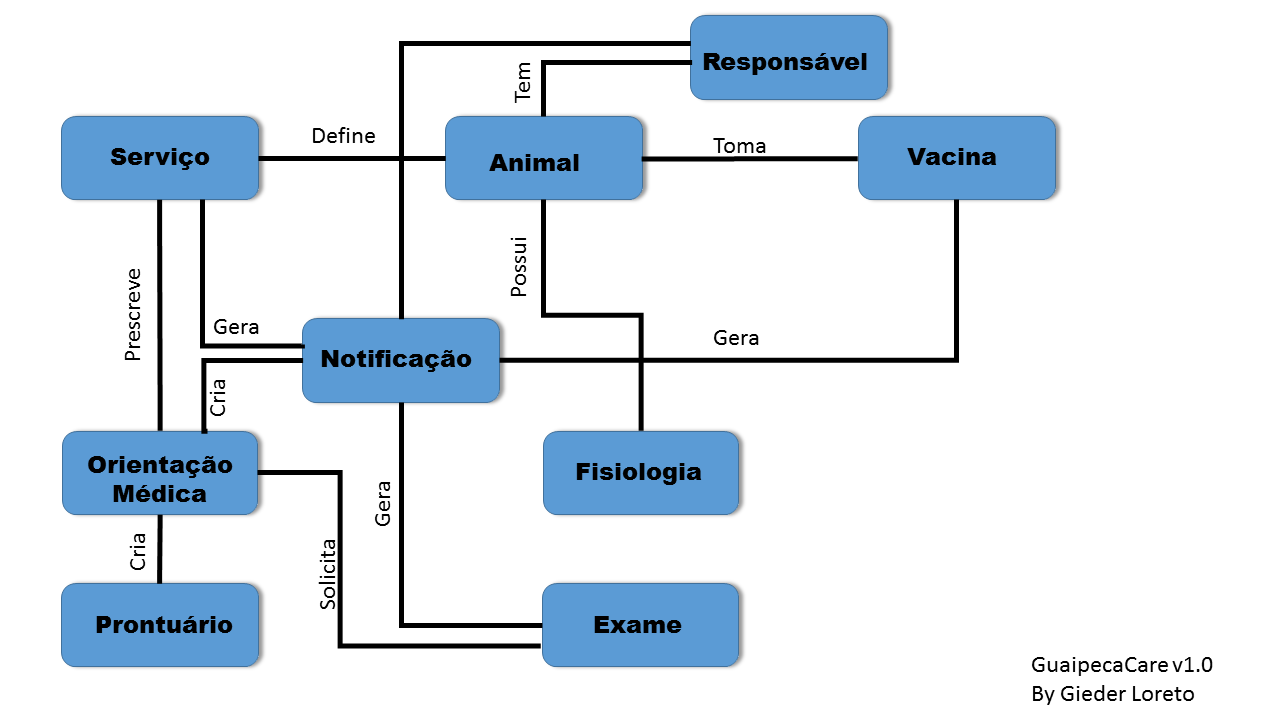 Responsável
Tem
Define
Serviço
Animal
Toma
Vacina
Possui
Prescreve
Gera
Notificação
Gera
Cria
Orientação
Médica
Fisiologia
Gera
Cria
Solicita
Prontuário
Exame
GuaipecaCare v1.0
By Gieder Loreto